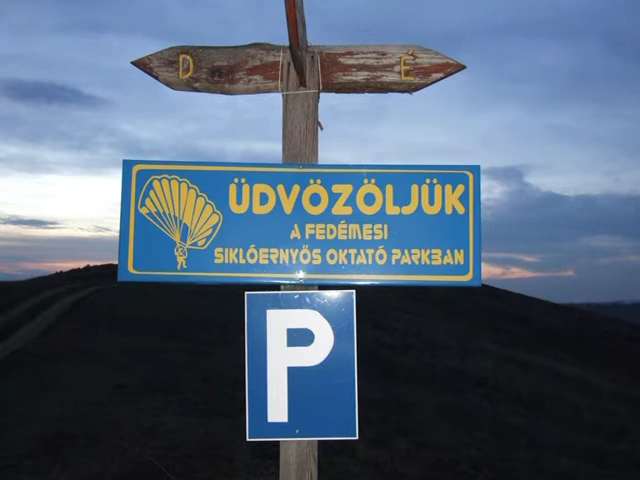 D É
ÜDVÖZÖLJÜK
A FEDÉMESI
SIKLÓERNYŐS OKTATÓ PARKBAN
P